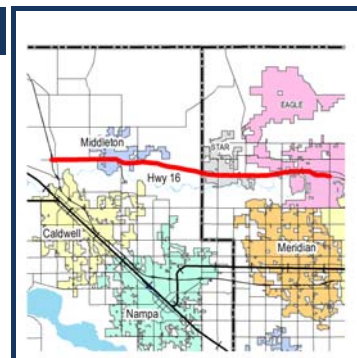 EAGLE
Middleton
STAR
Hwy 16
Caldwell
Meridian
Nampa